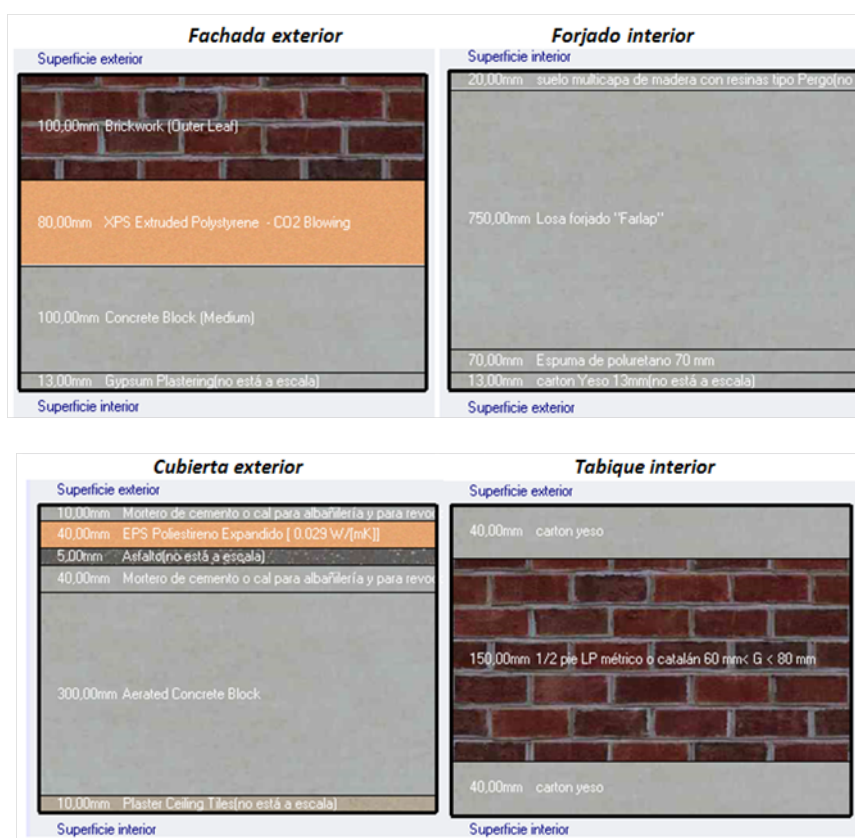 Fachada exterior
Superficie exterior
100,00mm Brickwork (Outer Leaf)
80,00mm XPS Extruded Polystyrene - CO2 Blowing
100,00mm Concrete Block (Medium)
13,00mm Gypsum Plastering(no está a escala)
Superficie interior
Forjado interior
Superficie interior
20,00mm suelo multicapa de madera con resinas tipo Pergo(no
750,00mm Losa forjado "Farlap"
70,00mm Espuma de poluretano 70 mm
13,00mm carton Yeso 13mm(no está a escala)
Superficie exterior
Cubierta exterior
Superficie exterior
10,00mm Mortero de cemento o cal para albañilería y para revoc
40,00mm EPS Poliestireno Expandido [ 0.029 W/[mK]]
5,00mm Asfalto(no está a escala)
40,00mm Mortero de cemento o cal para albañilería y para revoc
300,00mm Aerated Concrete Block
10,00mm Plaster Ceiling Tiles(no está a escala)
Superficie interior
Tabique interior
Superficie exterior
40,00mm carton yeso
150,00mm 1/2 pie LP métrico o catalán 60 mm< G < 80 mm
40,00mm carton yeso
Superficie interior